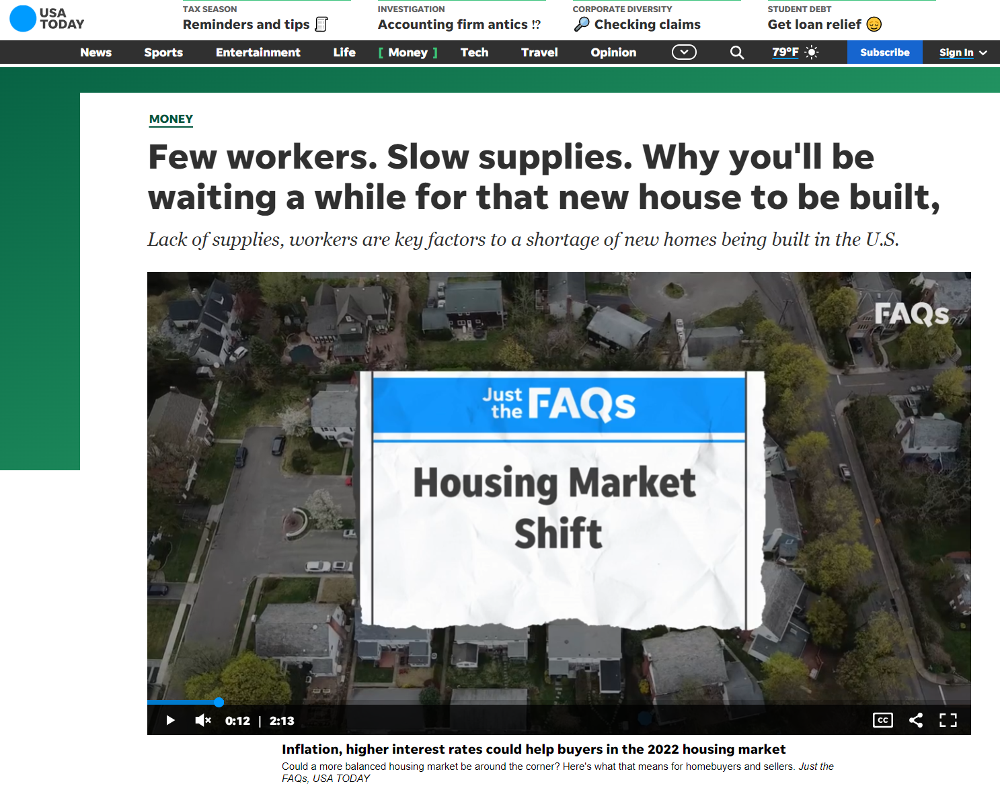 USA
TODAY
TAX SEASON
Reminders and tips
INVESTIGATION
Accounting firm antics ⁉
CORPORATE DIVERSITY
Checking claims
STUDENT DEBT
Get loan relief
News Sports Entertainment Life [ Money ] Tech Travel Opinion 79°F Subscribe Sign In
MONEY
Few workers. Slow supplies. Why you'll be
waiting a while for that new house to be built,
Lack of supplies, workers are key factors to a shortage of new homes being built in the U.S.
FAQs
Just
the FAQs
Housing Market
Shift
0:12 | 2:13
CC
Inflation, higher interest rates could help buyers in the 2022 housing market
Could a more balanced housing market be around the corner? Here's what that means for homebuyers and sellers. Just the
FAQs, USA TODAY